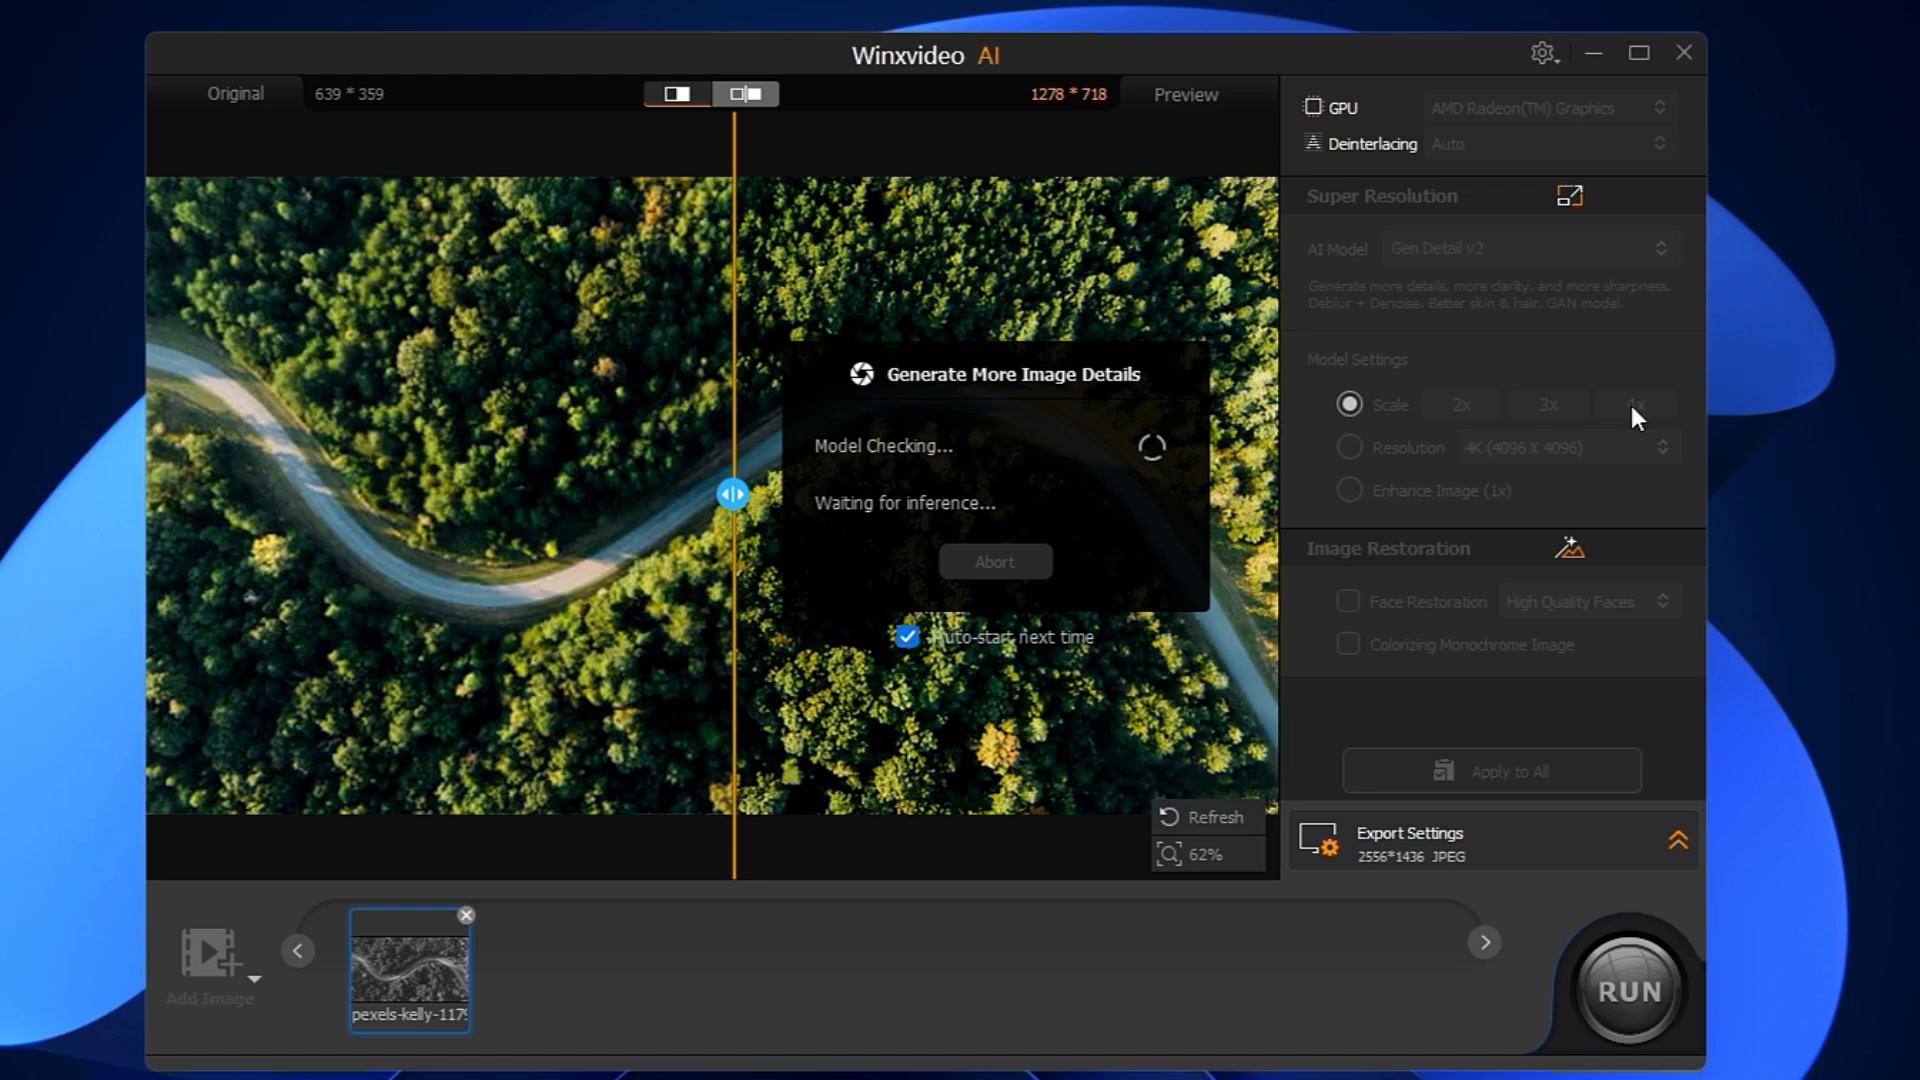 Winxvideo AI
Original
639 * 359
1278 * 718
Preview
GPU
AMD Radeon(TM) Graphics
Deinterlacing
Auto
Super Resolution
AI Model
Gen Detail v2
Generate more details, more clarity, and more sharpness.
Deblur + Denoise. Better skin & hair. GAN model.
Model Settings
Scale
2x
3x
4x
Resolution
4K (4096 X 4096)
Enhance Image (1x)
Generate More Image Details
Model Checking...
Waiting for inference...
Abort
Auto-start next time
Image Restoration
Face Restoration
High Quality Faces
Colorizing Monochrome Image
Apply to All
Refresh
62%
Export Settings
2556*1436 JPEG
Add Image
pexels-kelly-1179
RUN